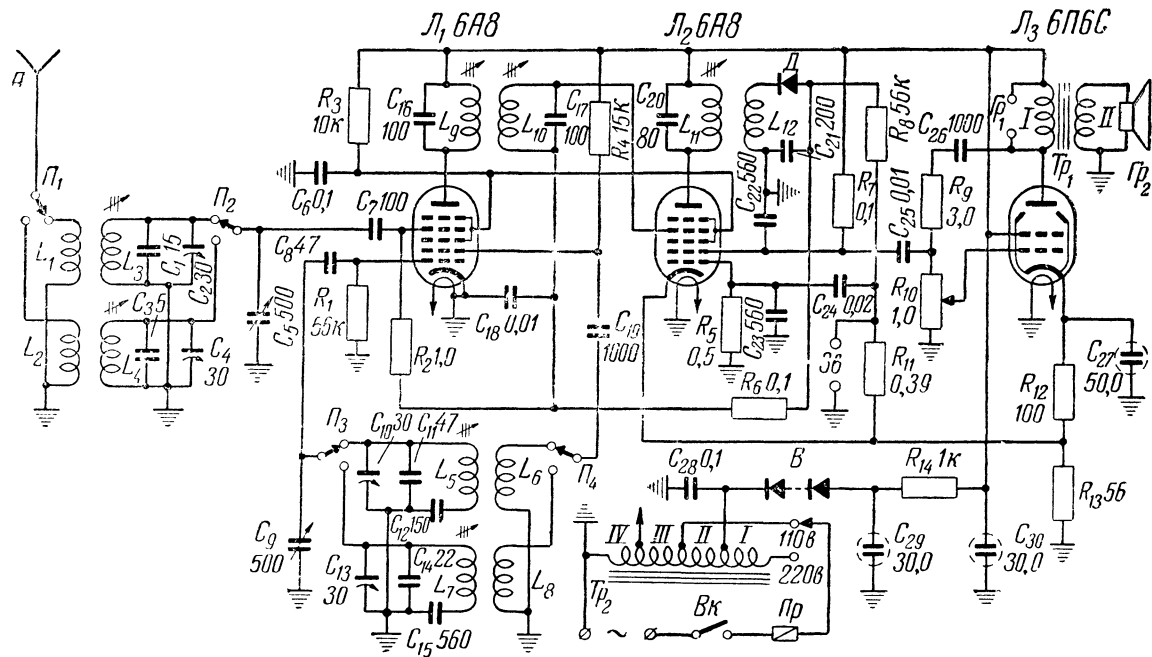 Л₁ 6А8
Л₂ 6А8
Л₃ 6П6С
А
R₃
10к
C₁₆
100
L₉
L₁₀
C₁₇
100
R₄ 15к
C₂₀
80
L₁₁
Д
L₁₂
C₂₁ 200
R₈ 56к
C₂₆ 1000
Гр₁
I
II
Тр₁
Гр₂
П₁
П₂
C₆ 0,1
C₇ 100
C₂₂ 560
R₇
0,1
C₂₅ 0,01
R₉
3,0
L₁
L₃
C₁ 15
C₂ 30
C₈ 47
C₅ 500
R₁
56к
C₁₈ 0,01
C₁₉
1000
R₅
0,5
C₂₃ 560
C₂₄ 0,02
R₁₀
1,0
L₂
C₃ 5
L₄
C₄
30
R₂ 1,0
R₆ 0,1
Зв
R₁₁
0,39
R₁₂
100
C₂₇
50,0
П₃
C₁₀ 30
C₁₁ 47
L₅
L₆
П₄
C₂₈ 0,1
В
R₁₄ 1к
R₁₃ 56
C₉
500
C₁₂ 150
IV
III
II
I
110в
220в
C₂₉
30,0
C₃₀
30,0
C₁₃
30
C₁₄ 22
L₇
L₈
C₁₅ 560
Тр₂
~
Вк
Пр